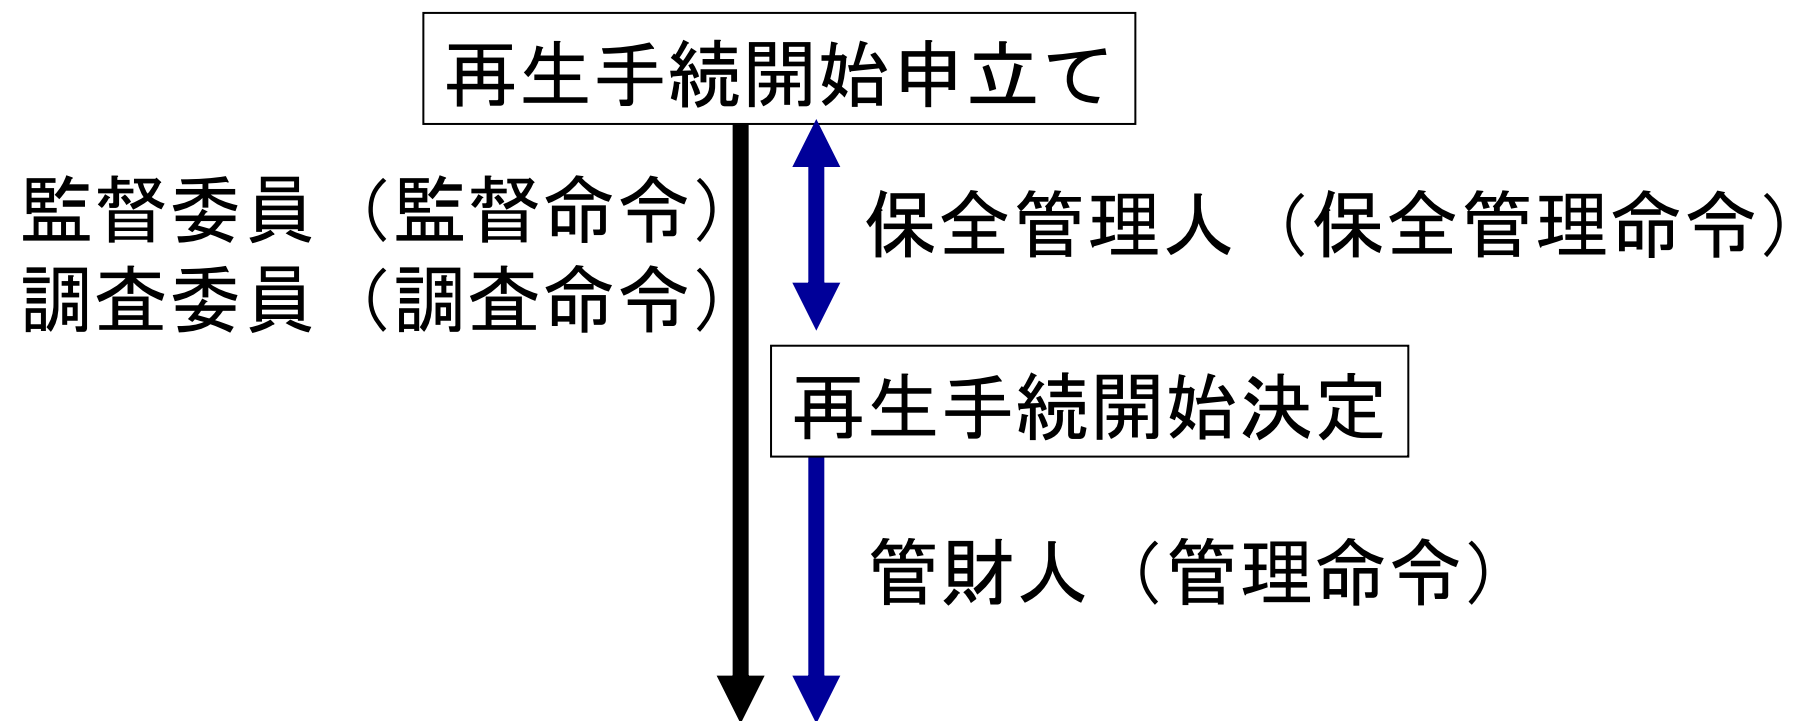 再生手続開始申立て
監督委員（監督命令）
調査委員（調査命令）
保全管理人（保全管理命令）
再生手続開始決定
管財人（管理命令）